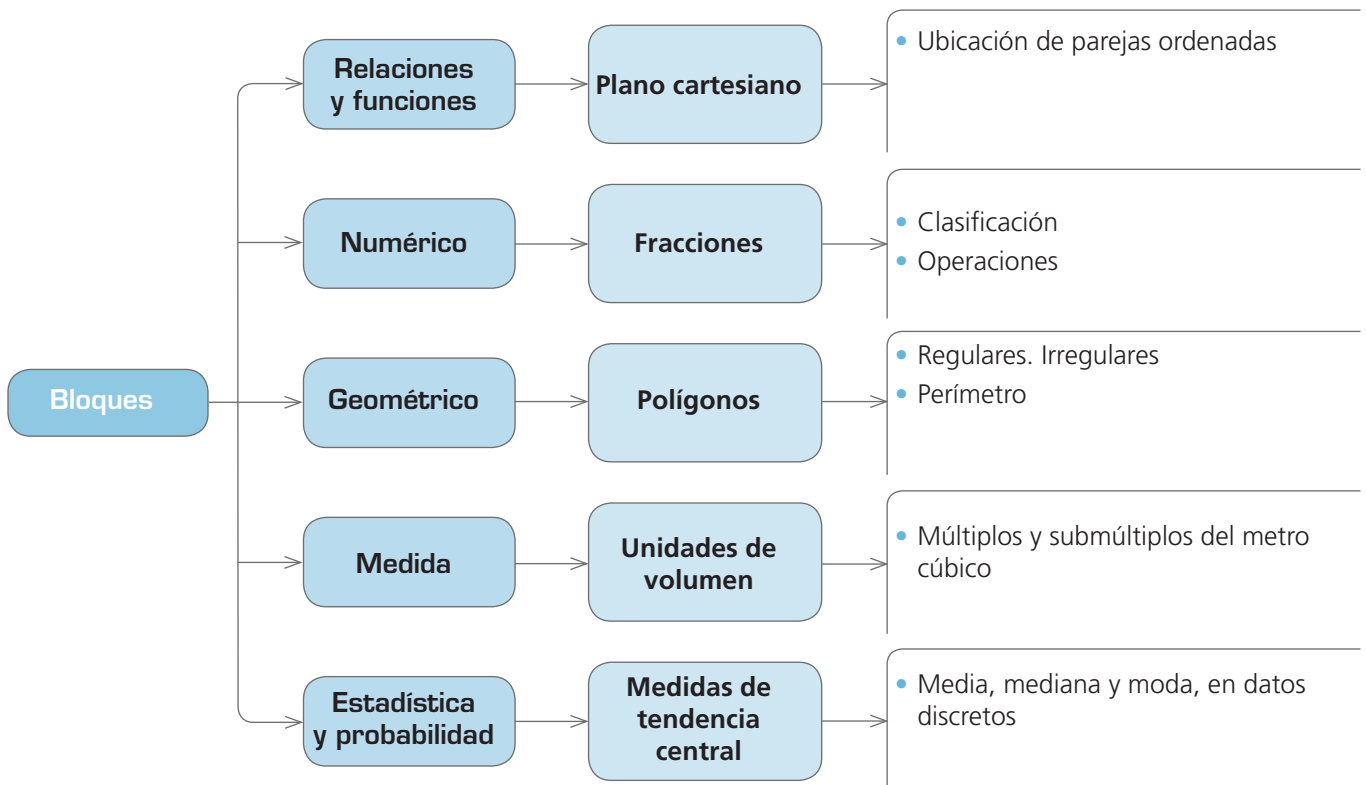 Bloques
Relaciones
y funciones
Plano cartesiano
• Ubicación de parejas ordenadas
Numérico
Fracciones
• Clasificación
• Operaciones
Geométrico
Polígonos
• Regulares. Irregulares
• Perímetro
Medida
Unidades de
volumen
• Múltiplos y submúltiplos del metro
cúbico
Estadística
y probabilidad
Medidas de
tendencia
central
• Media, mediana y moda, en datos
discretos